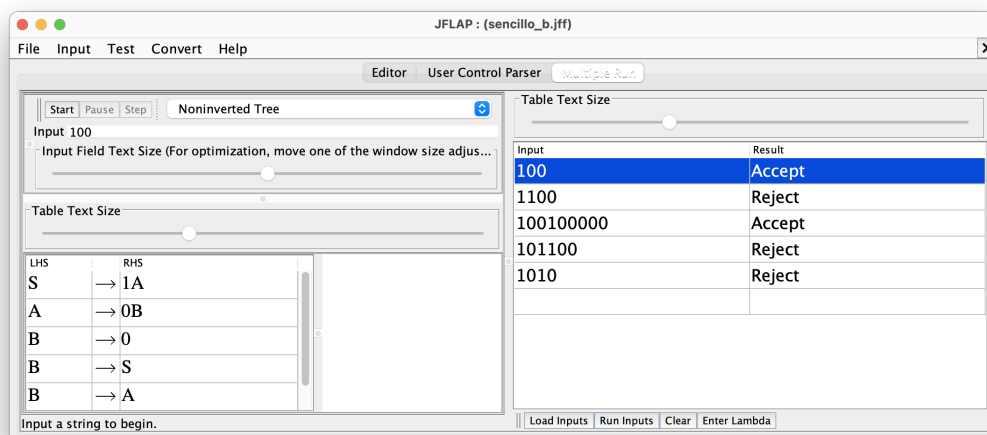 JFLAP : (sencillo_b.jff)
File Input Test Convert Help
Editor User Control Parser Multiple Run
Start Pause Step Noninverted Tree
Input 100
Input Field Text Size (For optimization, move one of the window size adjus...
Table Text Size
LHS RHS
S → 1A
A → 0B
B → 0
B → S
B → A
Input a string to begin.
Table Text Size
Input Result
100 Accept
1100 Reject
100100000 Accept
101100 Reject
1010 Reject
Load Inputs Run Inputs Clear Enter Lambda